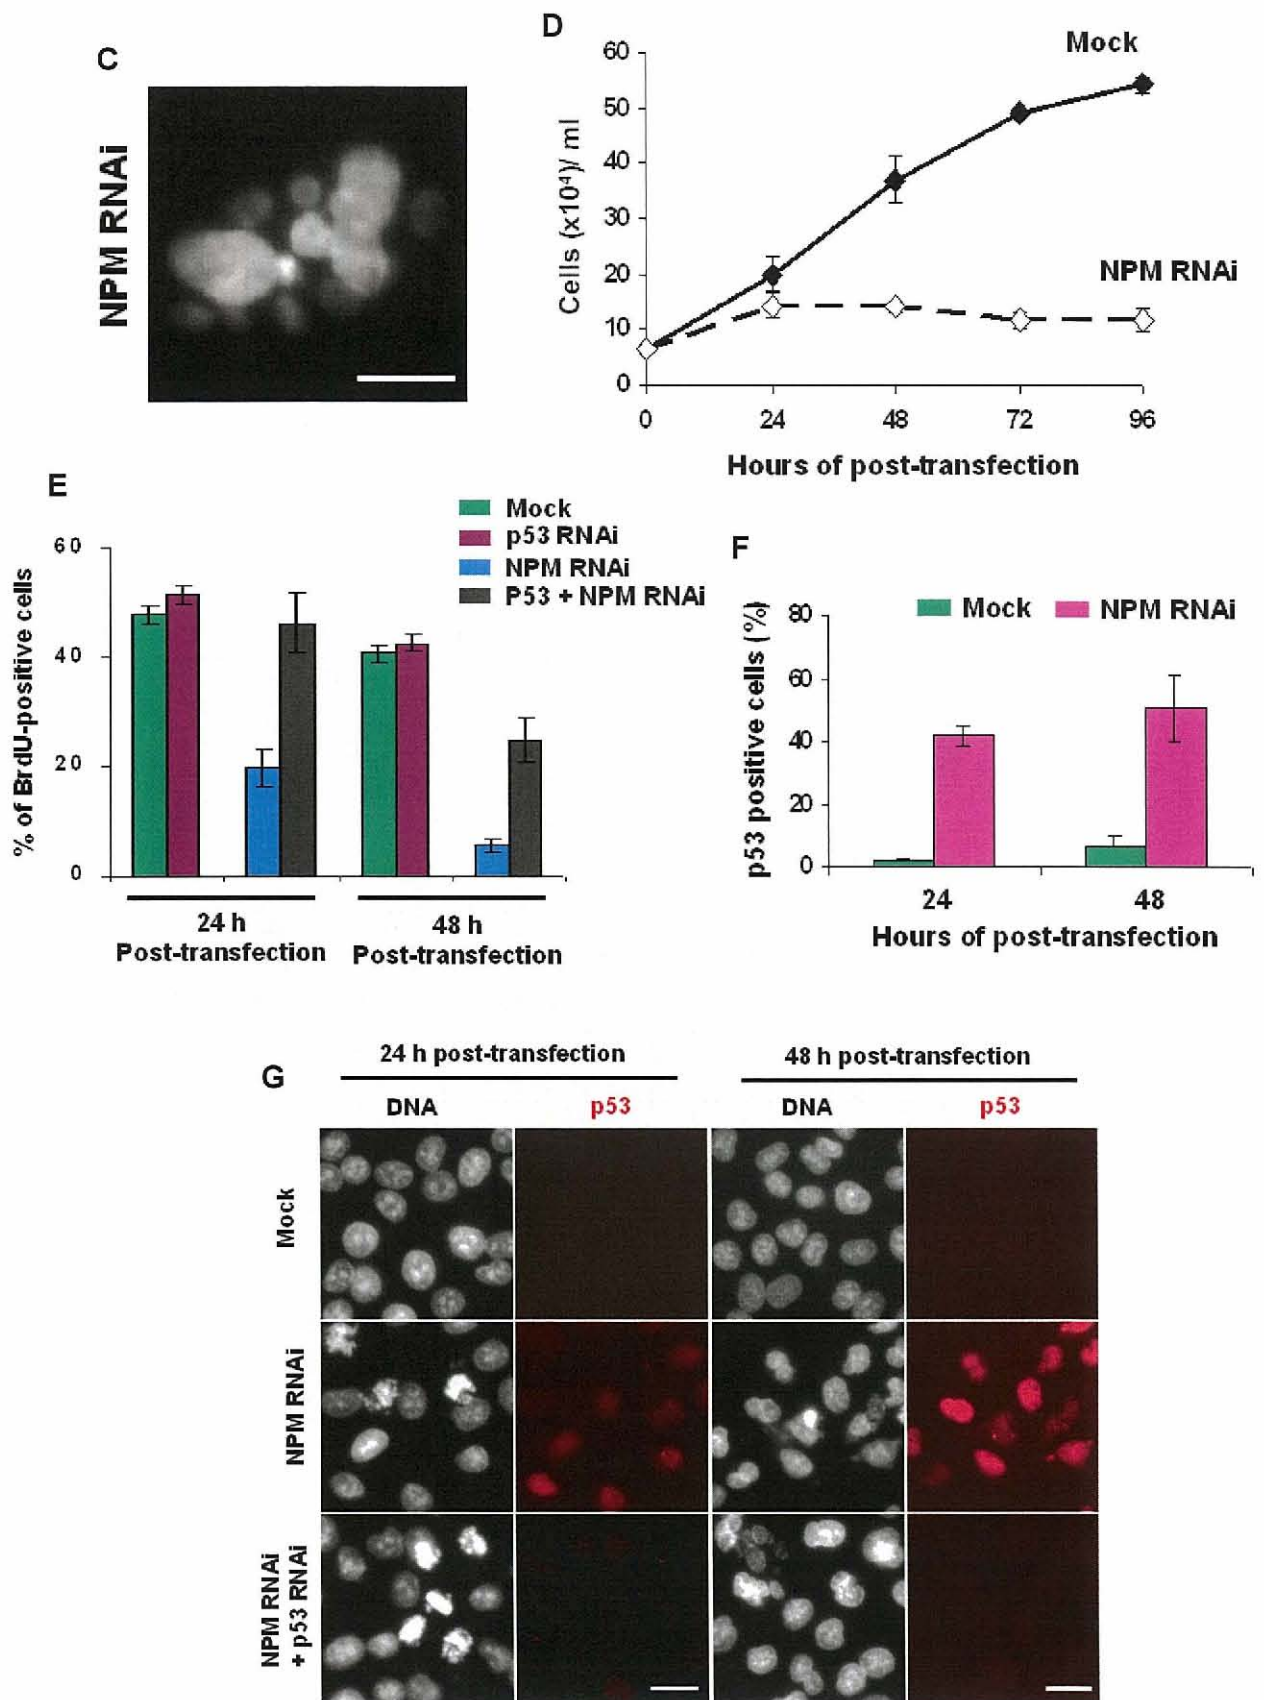 C
NPM RNAi
D
60
50
40
30
20
10
0
Cells (x10⁴)/ ml
Mock
NPM RNAi
0 24 48 72 96
Hours of post-transfection
E
Mock
p53 RNAi
NPM RNAi
P53 + NPM RNAi
60
40
20
0
% of BrdU-positive cells
24 h
Post-transfection
48 h
Post-transfection
F
Mock NPM RNAi
80
60
40
20
0
p53 positive cells (%)
24 48
Hours of post-transfection
G
24 h post-transfection 48 h post-transfection
DNA p53 DNA p53
Mock
NPM RNAi
NPM RNAi
+ p53 RNAi